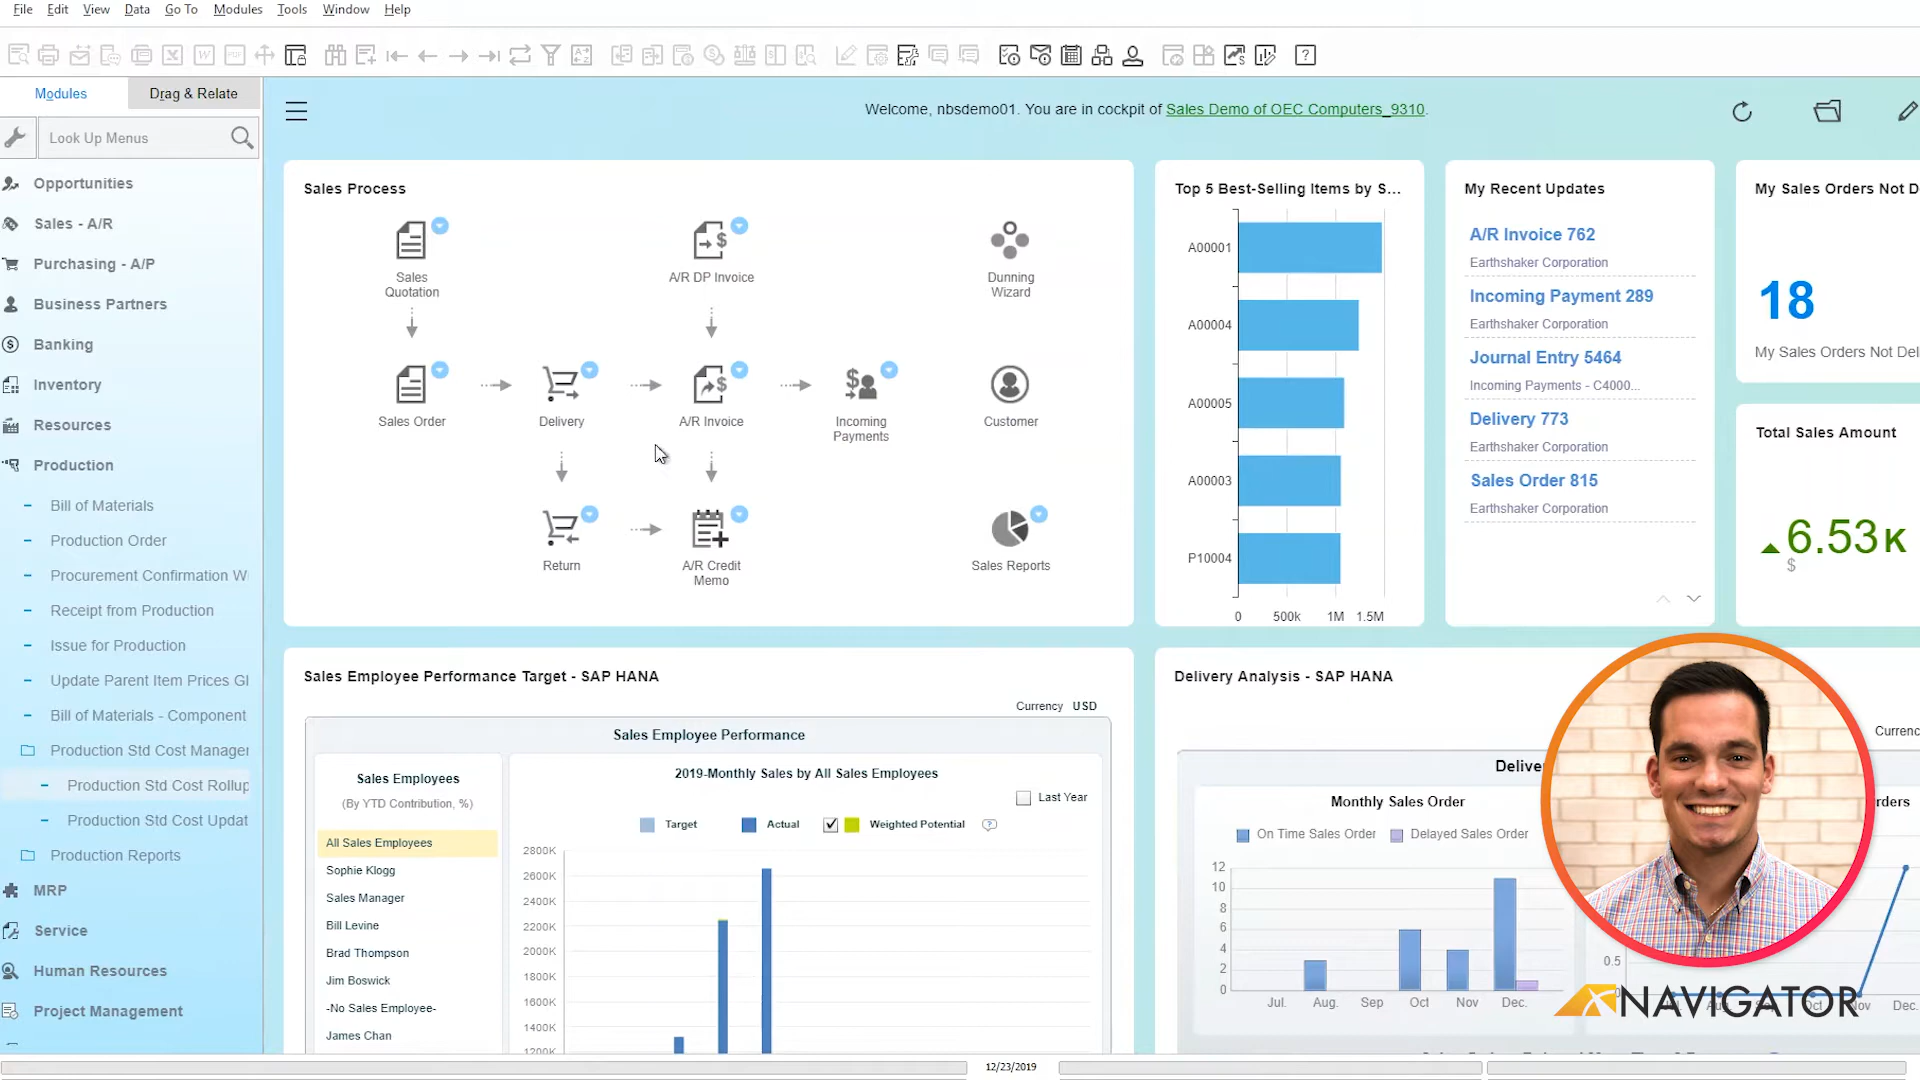 File Edit View Data Go To Modules Tools Window Help
Modules Drag & Relate
Look Up Menus
Welcome, nbsdemo01. You are in cockpit of Sales Demo of OEC Computers_9310.
Opportunities
Sales - A/R
Purchasing - A/P
Business Partners
Banking
Inventory
Resources
Production
Bill of Materials
Production Order
Procurement Confirmation W
Receipt from Production
Issue for Production
Update Parent Item Prices Gl
Bill of Materials - Component
Production Std Cost Manager
Production Std Cost Rollup
Production Std Cost Updat
Production Reports
MRP
Service
Human Resources
Project Management
Sales Process
Sales
Quotation
A/R DP Invoice
Dunning
Wizard
Sales Order
Delivery
A/R Invoice
Incoming
Payments
Customer
Return
A/R Credit
Memo
Sales Reports
Top 5 Best-Selling Items by S...
A00001
A00004
A00005
A00003
P10004
0 500k 1M 1.5M
My Recent Updates
A/R Invoice 762
Earthshaker Corporation
Incoming Payment 289
Earthshaker Corporation
Journal Entry 5464
Incoming Payments - C4000...
Delivery 773
Earthshaker Corporation
Sales Order 815
Earthshaker Corporation
My Sales Orders Not D
18
My Sales Orders Not Del
Total Sales Amount
6.53 K
$
Sales Employee Performance Target - SAP HANA
Currency USD
Sales Employee Performance
Sales Employees
(By YTD Contribution, %)
All Sales Employees
Sophie Klogg
Sales Manager
Bill Levine
Brad Thompson
Jim Boswick
-No Sales Employee-
James Chan
2019-Monthly Sales by All Sales Employees
Last Year
Target Actual Weighted Potential
2800K
2600K
2400K
2200K
2000K
1800K
1600K
1400K
1200K
Delivery Analysis - SAP HANA
Currenc
Delive
Monthly Sales Order
On Time Sales Order Delayed Sales Order
12
10
8
6
4
2
0
Jul. Aug. Sep Oct Nov Dec.
rders
0.5
Jul. Aug. Sep Oct Nov Dec.
NAVIGATOR
12/23/2019